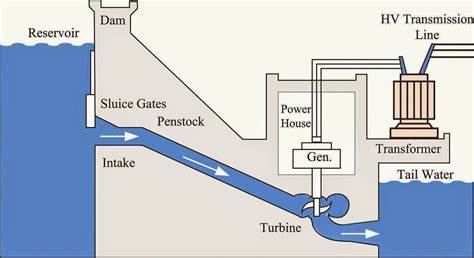 Dam
HV Transmission
Line
Reservoir
Sluice Gates
Penstock
Power
House
Gen.
Transformer
Intake
Tail Water
Turbine